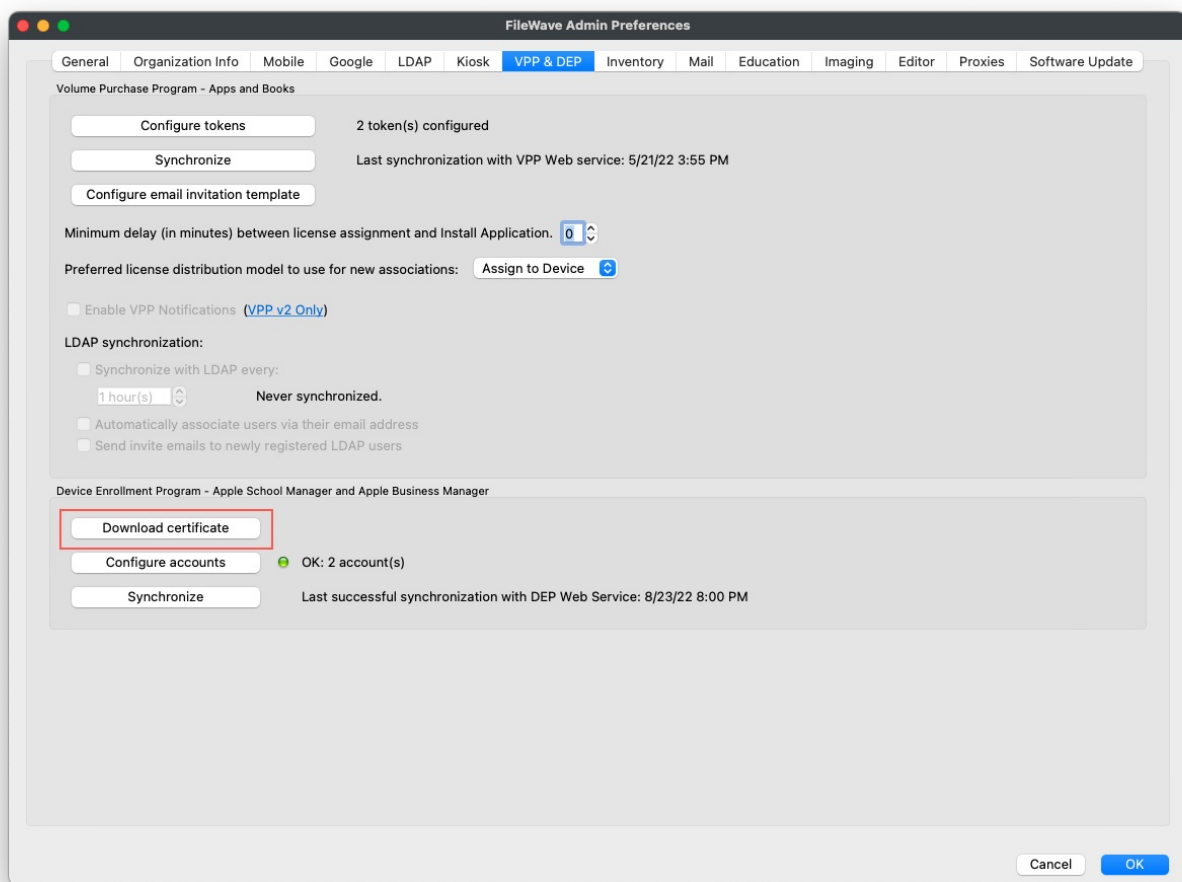 FileWave Admin Preferences
General Organization Info Mobile Google LDAP Kiosk VPP & DEP Inventory Mail Education Imaging Editor Proxies Software Update
Volume Purchase Program - Apps and Books
Configure tokens 2 token(s) configured
Synchronize Last synchronization with VPP Web service: 5/21/22 3:55 PM
Configure email invitation template
Minimum delay (in minutes) between license assignment and Install Application. 0
Preferred license distribution model to use for new associations: Assign to Device
Enable VPP Notifications (VPP v2 Only)
LDAP synchronization:
Synchronize with LDAP every:
1 hour(s) Never synchronized.
Automatically associate users via their email address
Send invite emails to newly registered LDAP users
Device Enrollment Program - Apple School Manager and Apple Business Manager
Download certificate
Configure accounts OK: 2 account(s)
Synchronize Last successful synchronization with DEP Web Service: 8/23/22 8:00 PM
Cancel OK